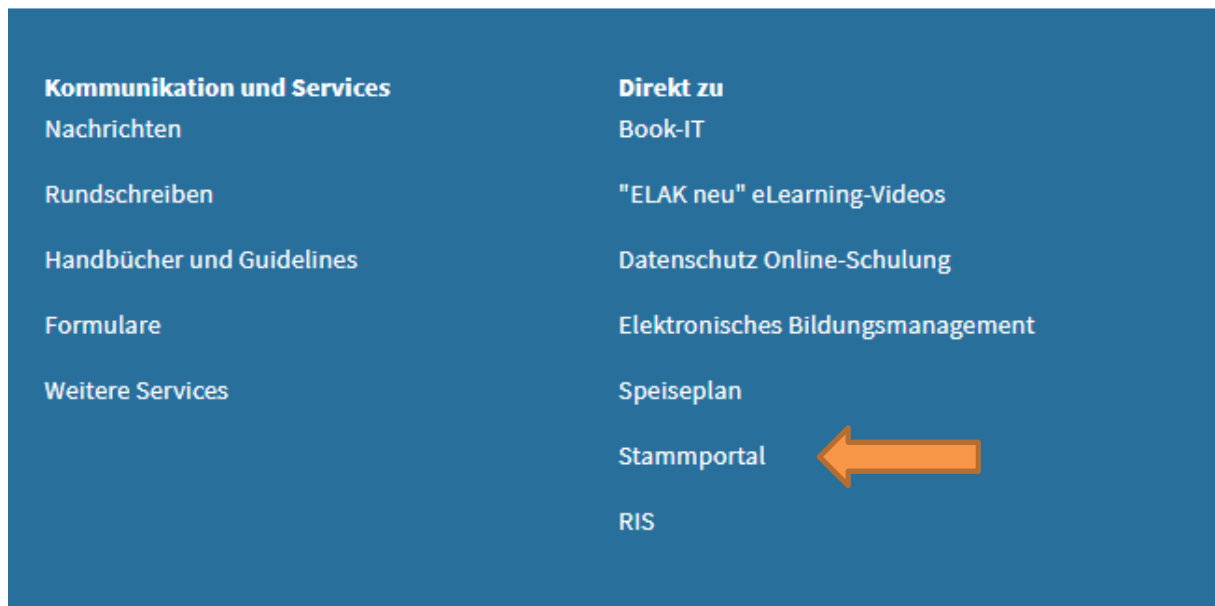 Kommunikation und Services
Nachrichten
Rundschreiben
Handbücher und Guidelines
Formulare
Weitere Services
Direkt zu
Book-IT
"ELAK neu" eLearning-Videos
Datenschutz Online-Schulung
Elektronisches Bildungsmanagement
Speiseplan
Stammportal
RIS